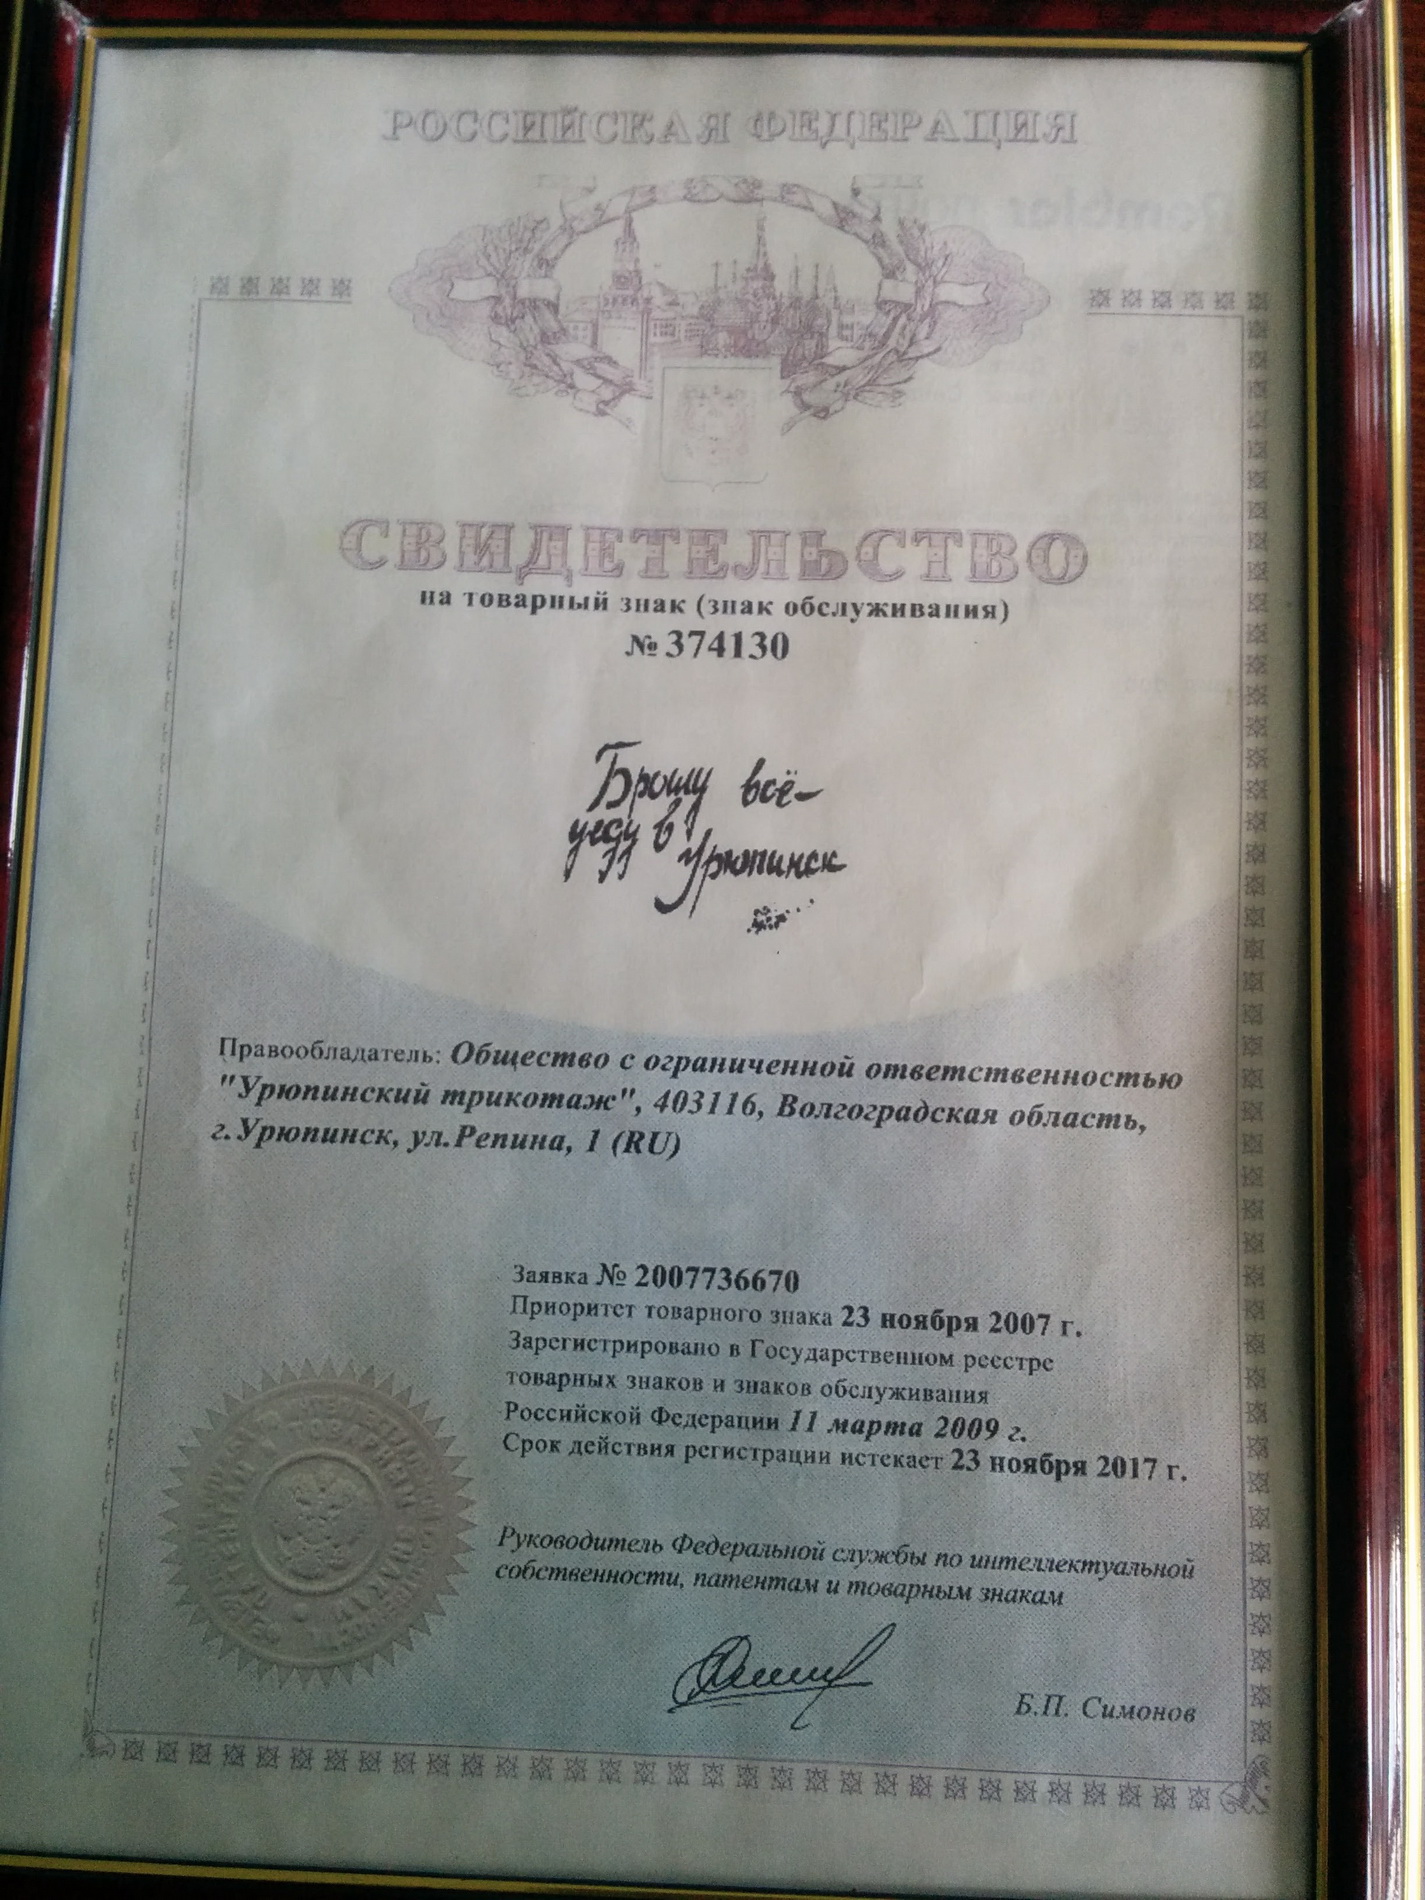 РОССИЙСКАЯ ФЕДЕРАЦИЯ
СВИДЕТЕЛЬСТВО
на товарный знак (знак обслуживания)
№ 374130
Брошу всё–
уеду в
Урюпинск
Правообладатель: Общество с ограниченной ответственностью
"Урюпинский трикотаж", 403116, Волгоградская область,
г.Урюпинск, ул.Репина, 1 (RU)
Заявка № 2007736670
Приоритет товарного знака 23 ноября 2007 г.
Зарегистрировано в Государственном реестре
товарных знаков и знаков обслуживания
Российской Федерации 11 марта 2009 г.
Срок действия регистрации истекает 23 ноября 2017 г.
Руководитель Федеральной службы по интеллектуальной
собственности, патентам и товарным знакам
Б.П. Симонов